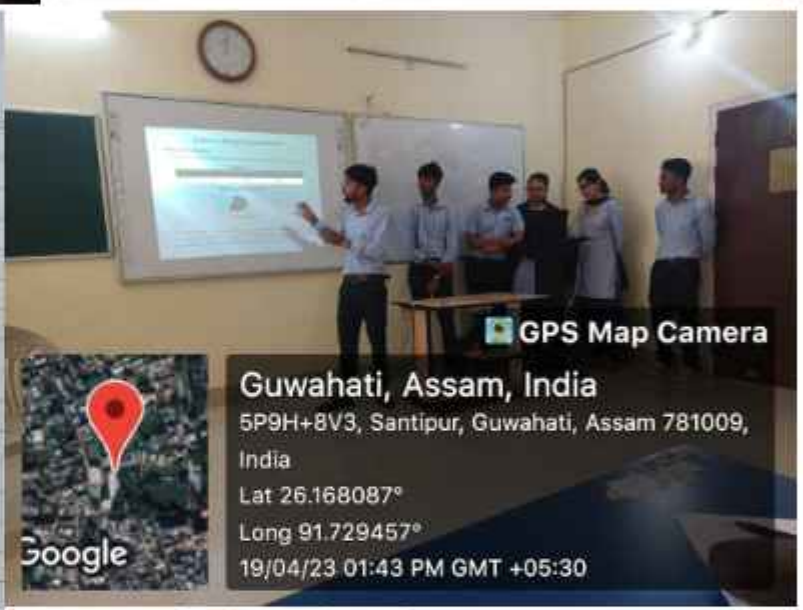 GPS Map Camera
Guwahati, Assam, India
5P9H+8V3, Santipur, Guwahati, Assam 781009,
India
Lat 26.168087°
Long 91.729457°
19/04/23 01:43 PM GMT +05:30
Google